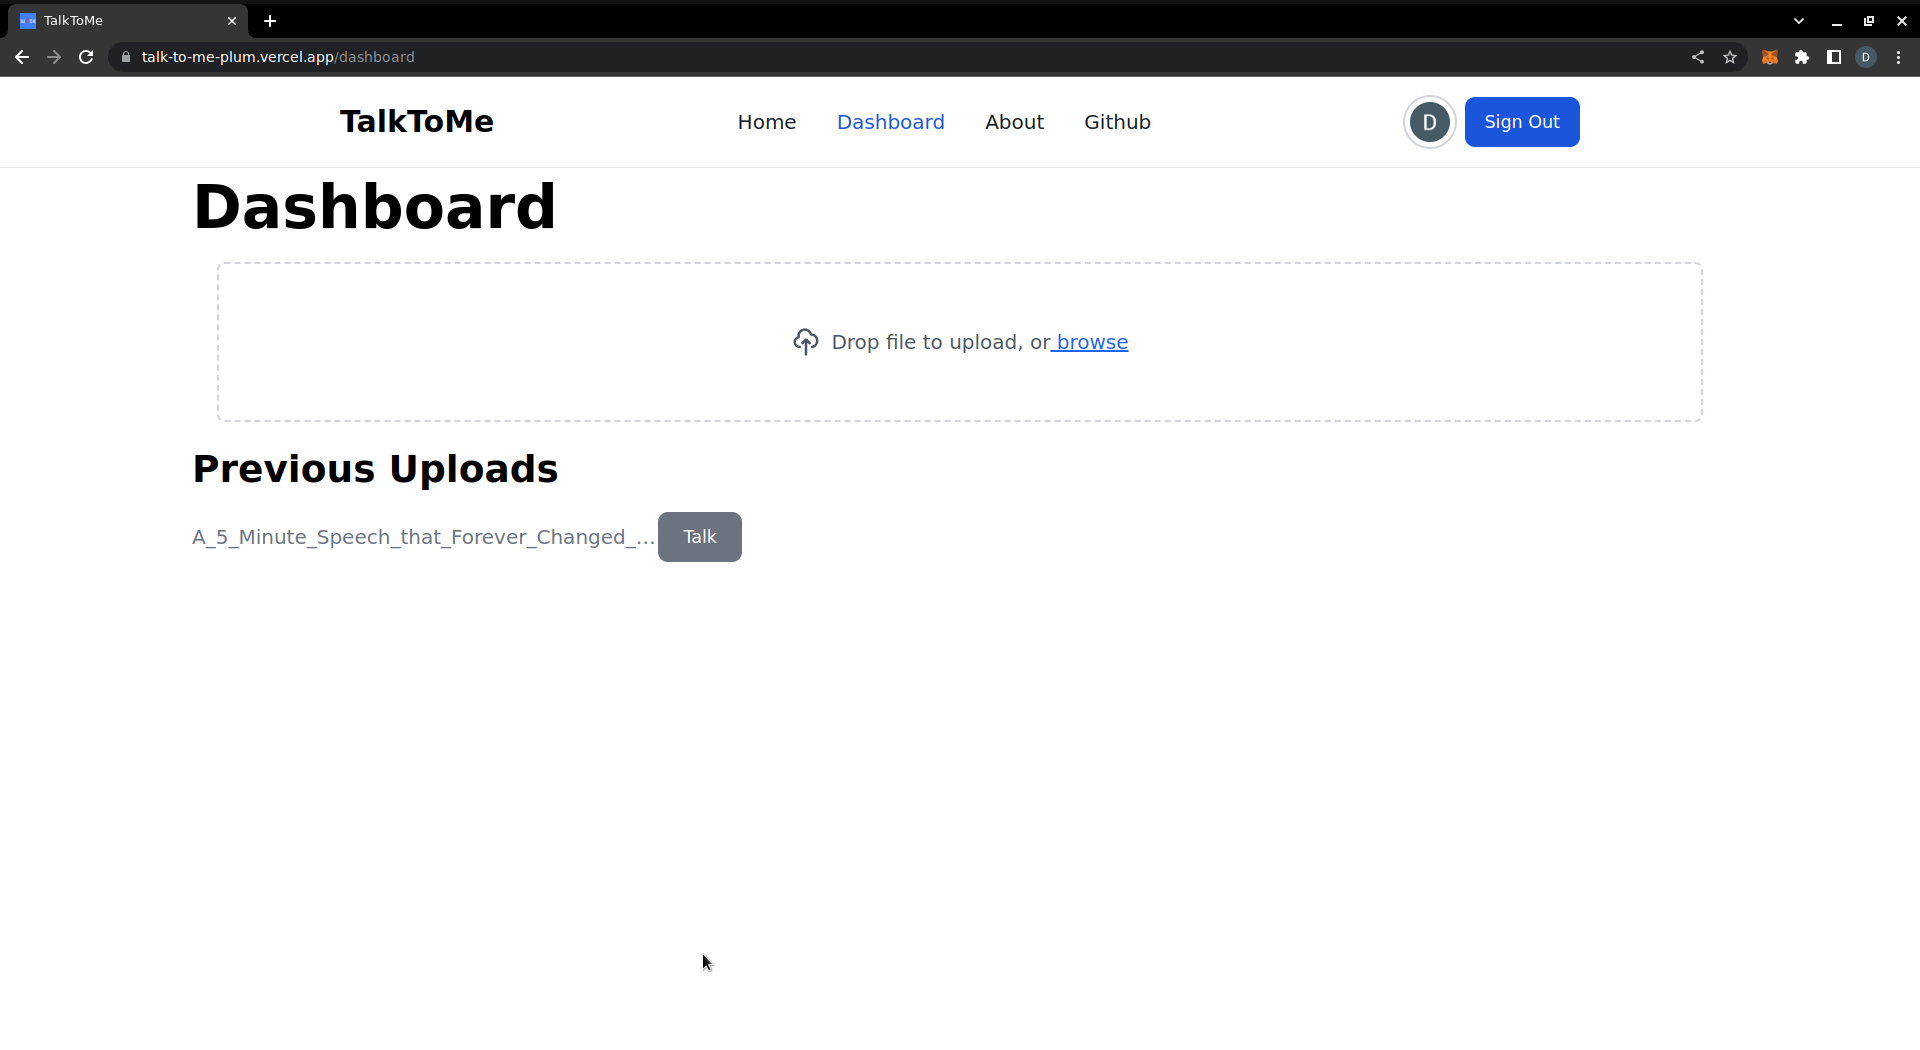 TalkToMe
talk-to-me-plum.vercel.app/dashboard
D
TalkToMe
Home
Dashboard
About
Github
D
Sign Out
Dashboard
Drop file to upload, or browse
Previous Uploads
A_5_Minute_Speech_that_Forever_Changed_...
Talk